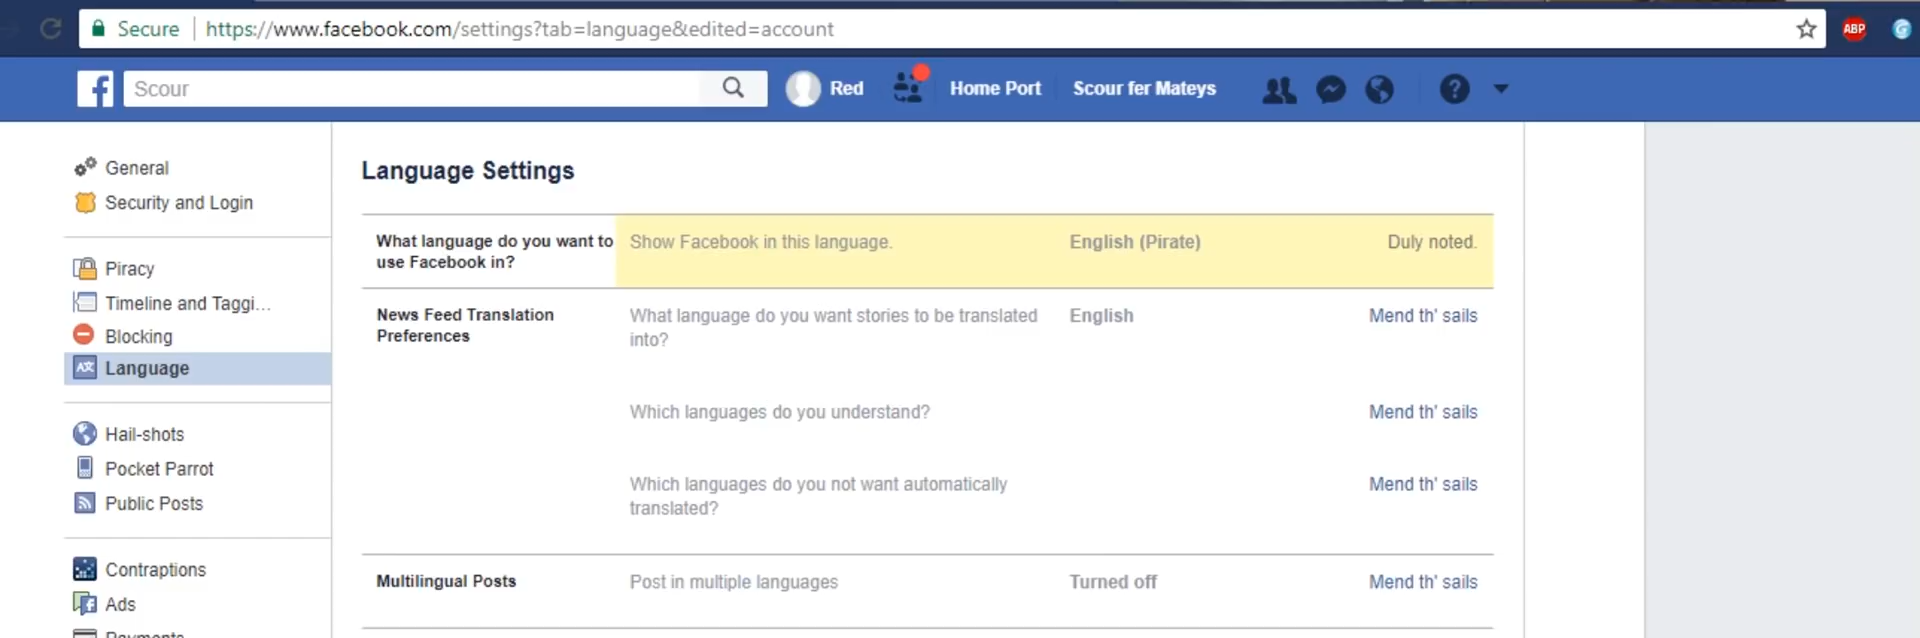 Secure https://www.facebook.com/settings?tab=language&edited=account
ABP
Scour
Red
Home Port
Scour fer Mateys
General
Security and Login
Piracy
Timeline and Taggi...
Blocking
Language
Hail-shots
Pocket Parrot
Public Posts
Contraptions
Ads
Payments
Language Settings
What language do you want to
use Facebook in?
Show Facebook in this language.
English (Pirate)
Duly noted.
News Feed Translation
Preferences
What language do you want stories to be translated
into?
English
Mend th' sails
Which languages do you understand?
Mend th' sails
Which languages do you not want automatically
translated?
Mend th' sails
Multilingual Posts
Post in multiple languages
Turned off
Mend th' sails